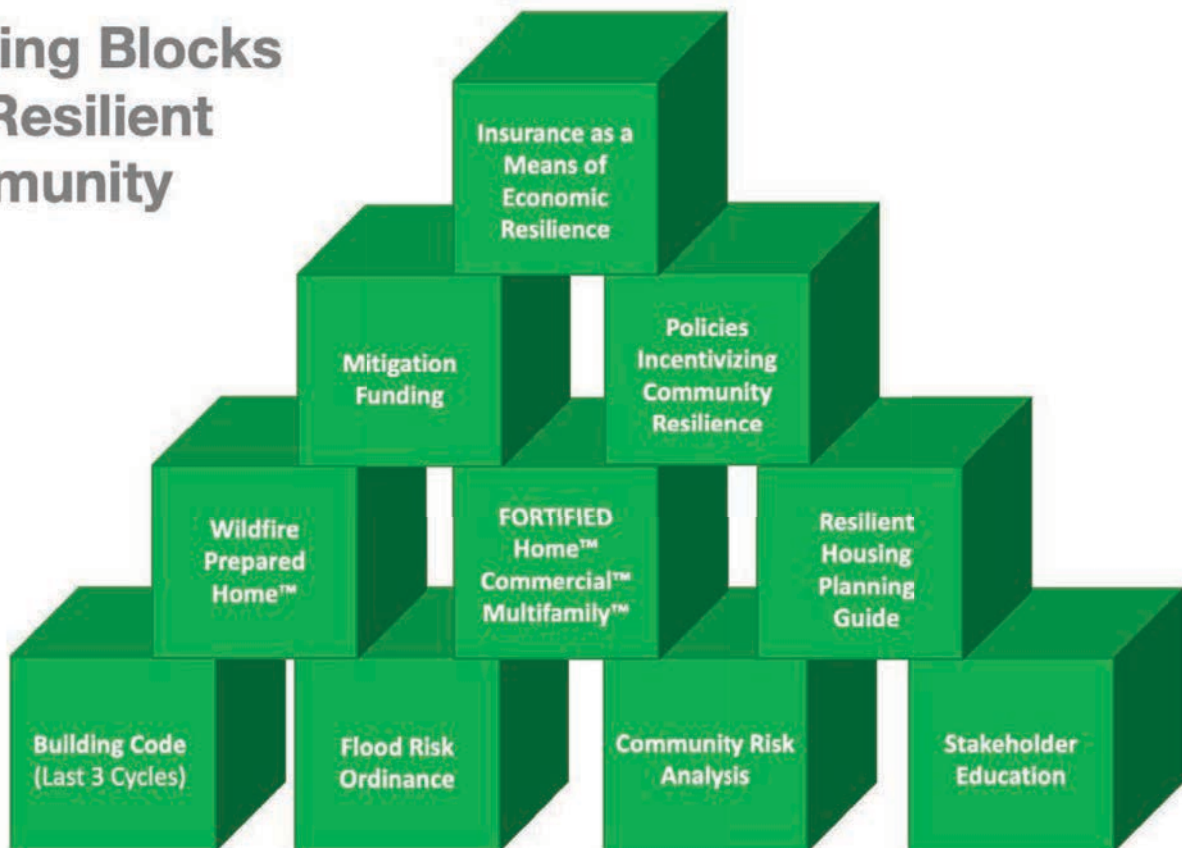 ing Blocks
Resilient
munity
Insurance as a
Means of
Economic
Resilience
Mitigation
Funding
Policies
Incentivizing
Community
Resilience
Wildfire
Prepared
Home™
FORTIFIED
Home™
Commercial™
Multifamily™
Resilient
Housing
Planning
Guide
Building Code
(Last 3 Cycles)
Flood Risk
Ordinance
Community Risk
Analysis
Stakeholder
Education